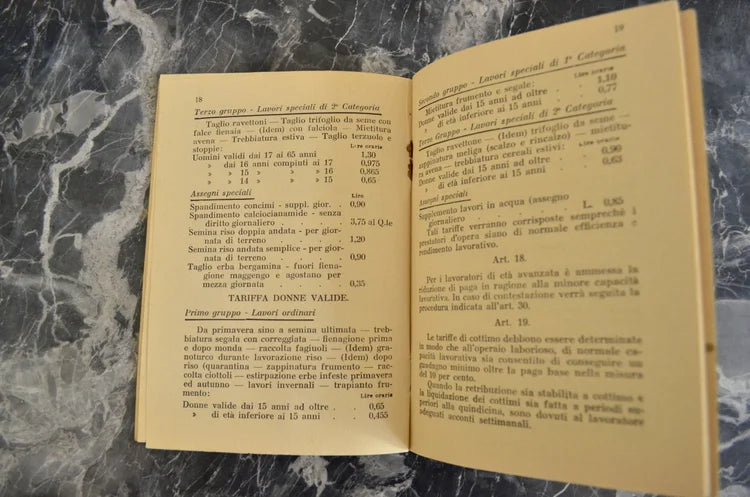 18
Terzo gruppo - Lavori speciali di 2ª Categoria
Taglio ravettoni — Taglio trifoglio da seme con
falce fienaia — (Idem) con falciola — Mietitura
avena — Trebbiatura estiva — Taglio terzuolo e
stoppie:
Lire orarie
Uomini validi dai 17 ai 65 anni 1,30
» dai 16 anni compiuti ai 17 0,975
» » 15 » » » 16 0,865
» » 14 » » » 15 0,65
Assegni speciali
Lire
Spandimento concimi - suppl. gior. . 0,90
Spandimento calciocianamide - senza
diritto giornaliero . . . . 3,75 al Q.le
Semina riso doppia andata - per gior-
nata di terreno . . . . 1,20
Semina riso andata semplice - per gior-
nata di terreno . . . . 0,90
Taglio erba bergamina - fuori fiena-
gione maggengo e agostano per
mezza giornata . . . . 0,35
TARIFFA DONNE VALIDE.
Primo gruppo - Lavori ordinari
Da primavera sino a semina ultimata — treb-
biatura segala con correggiata — fienagione prima
e dopo monda — raccolta fagiuoli — (Idem) gra-
noturco durante lavorazione riso — (Idem) dopo
riso (quarantina — zappinatura frumento — rac-
colta ciottoli — estirpazione erbe infeste primavera
ed autunno — lavori invernali — trapianto fru-
mento:
Lire orarie
Donne valide dai 15 anni ad oltre . . 0,65
» di età inferiore ai 15 anni . . 0,455
19
Secondo gruppo - Lavori speciali di 1ª Categoria
Mietitura frumento e segale:
Lire orarie
Donne valide dai 15 anni ad oltre . . 1,10
» di età inferiore ai 15 anni . . 0,77
Terzo Gruppo - Lavori speciali di 2ª Categoria
Taglio ravettone — (Idem) trifoglio da seme —
zappinatura meliga (scalzo e rincalzo) — mietitu-
ra avena — trebbiatura cereali estivi:
Lire orarie
Donne valide dai 15 anni ad oltre . 0,90
» di età inferiore ai 15 anni . . 0,63
Assegni speciali
Supplemento lavori in acqua (assegno
giornaliero . . . . L. 0,85
Tali tariffe verranno corrisposte semprechè i
prestatori d'opera siano di normale efficienza e
rendimento lavorativo.
Art. 18.
Per i lavoratori di età avanzata è ammessa la
riduzione di paga in ragione alla minore capacità
lavorativa. In caso di contestazione verrà seguita la
procedura indicata all'art. 30.
Art. 19.
Le tariffe di cottimo debbono essere determinate
in modo che all'operaio laborioso, di normale ca-
pacità lavorativa sia consentito di conseguire un
guadagno minimo oltre la paga base nella misura
del 10 per cento.
Quando la retribuzione sia stabilita a cottimo e
la liquidazione dei cottimi sia fatta a periodi su-
periori alla quindicina, sono dovuti al lavoratore
adeguati acconti settimanali.